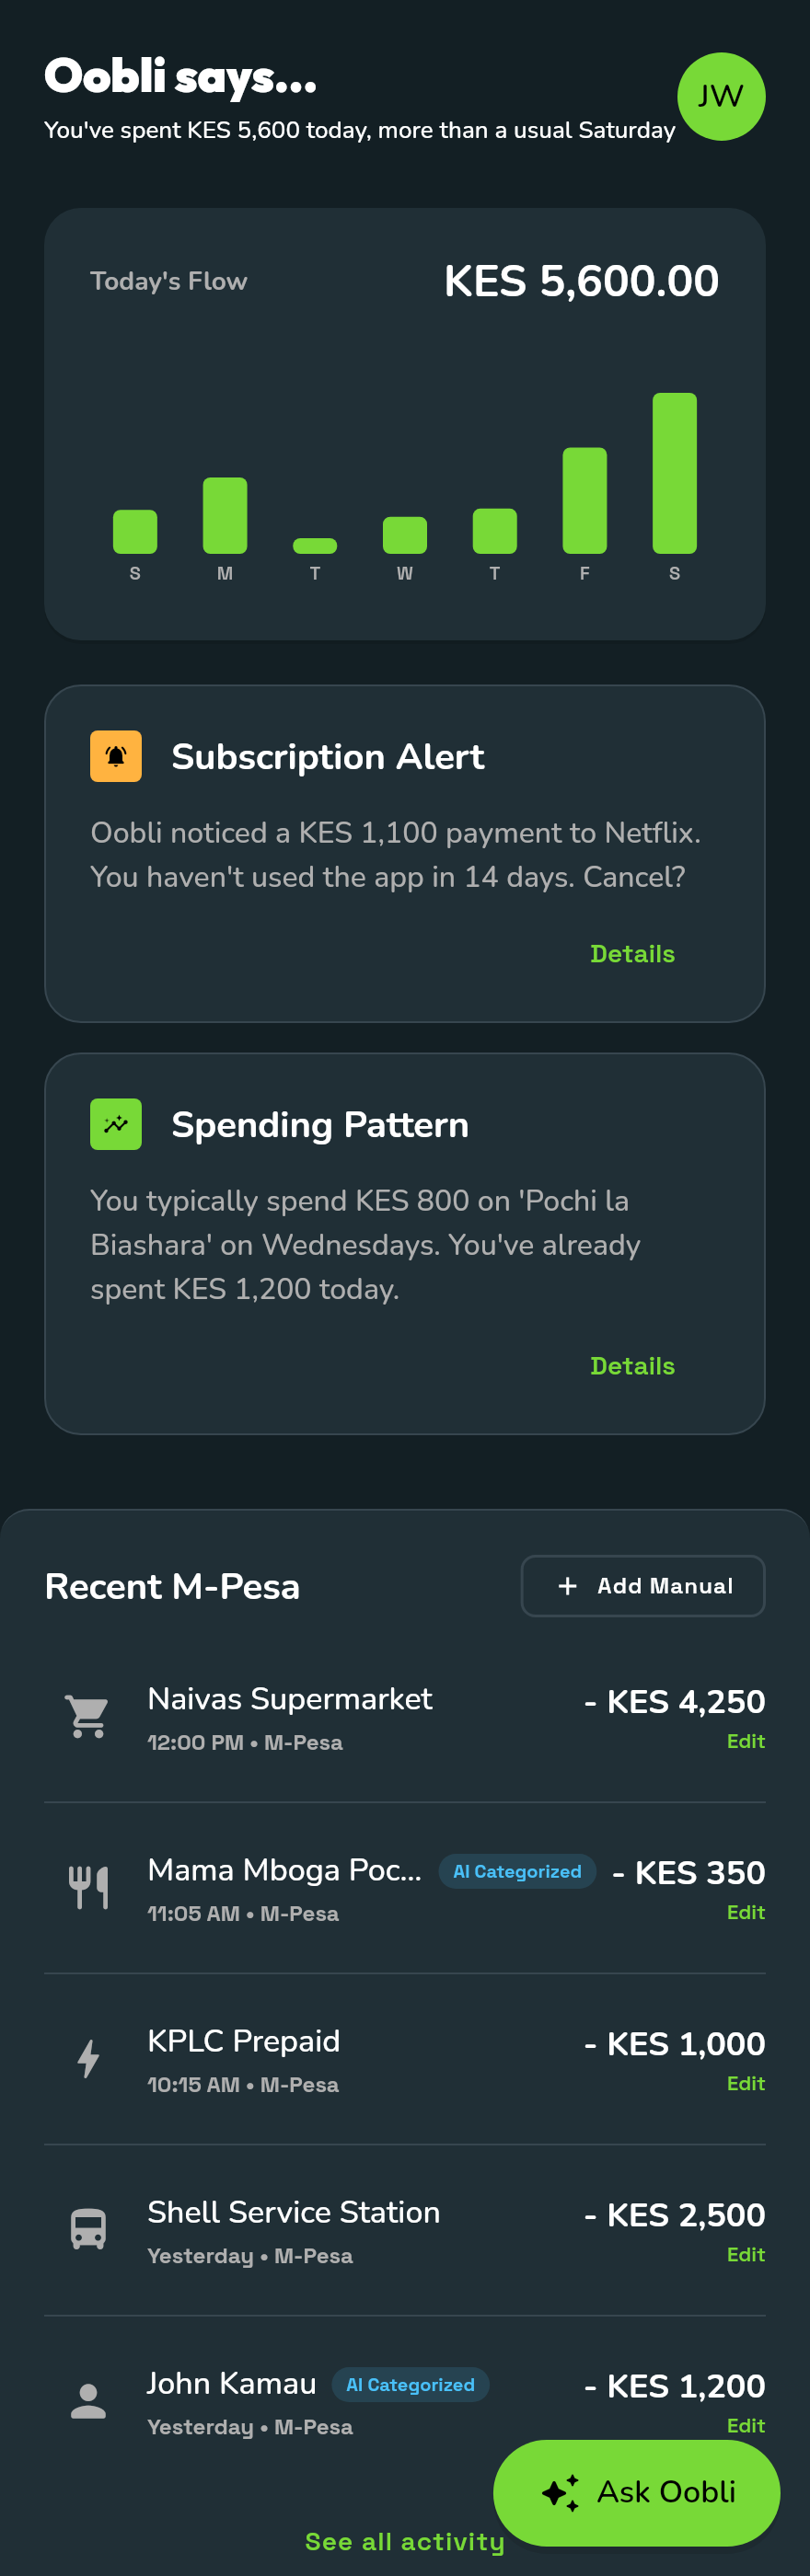 Oobli says...
You've spent KES 5,600 today, more than a usual Saturday
JW
Today's Flow
KES 5,600.00
S M T W T F S
Subscription Alert
Oobli noticed a KES 1,100 payment to Netflix.
You haven't used the app in 14 days. Cancel?
Details
Spending Pattern
You typically spend KES 800 on 'Pochi la
Biashara' on Wednesdays. You've already
spent KES 1,200 today.
Details
Recent M-Pesa
+ Add Manual
Naivas Supermarket
- KES 4,250
12:00 PM • M-Pesa
Edit
Mama Mboga Poc...
AI Categorized
- KES 350
11:05 AM • M-Pesa
Edit
KPLC Prepaid
- KES 1,000
10:15 AM • M-Pesa
Edit
Shell Service Station
- KES 2,500
Yesterday • M-Pesa
Edit
John Kamau
AI Categorized
- KES 1,200
Yesterday • M-Pesa
Edit
Ask Oobli
See all activity